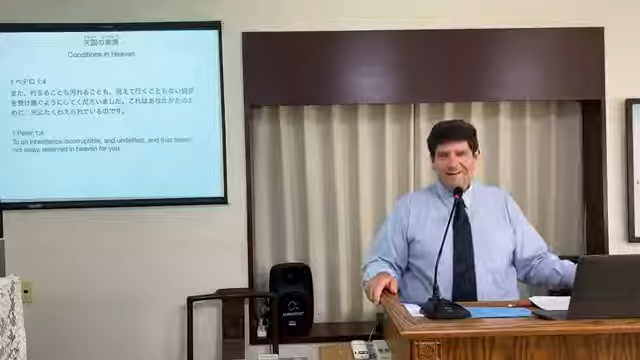 天国の実情
Conditions in Heaven
1 ペテロ 1:4
また、朽ちることも汚れることも、消えて行くこともない資産
を受け継ぐようにしてくださいました。これはあなたがたのた
めに、天にたくわえられているのです。
1 Peter 1:4
To an inheritance incorruptible, and undefiled, and that fadeth
not away, reserved in heaven for you